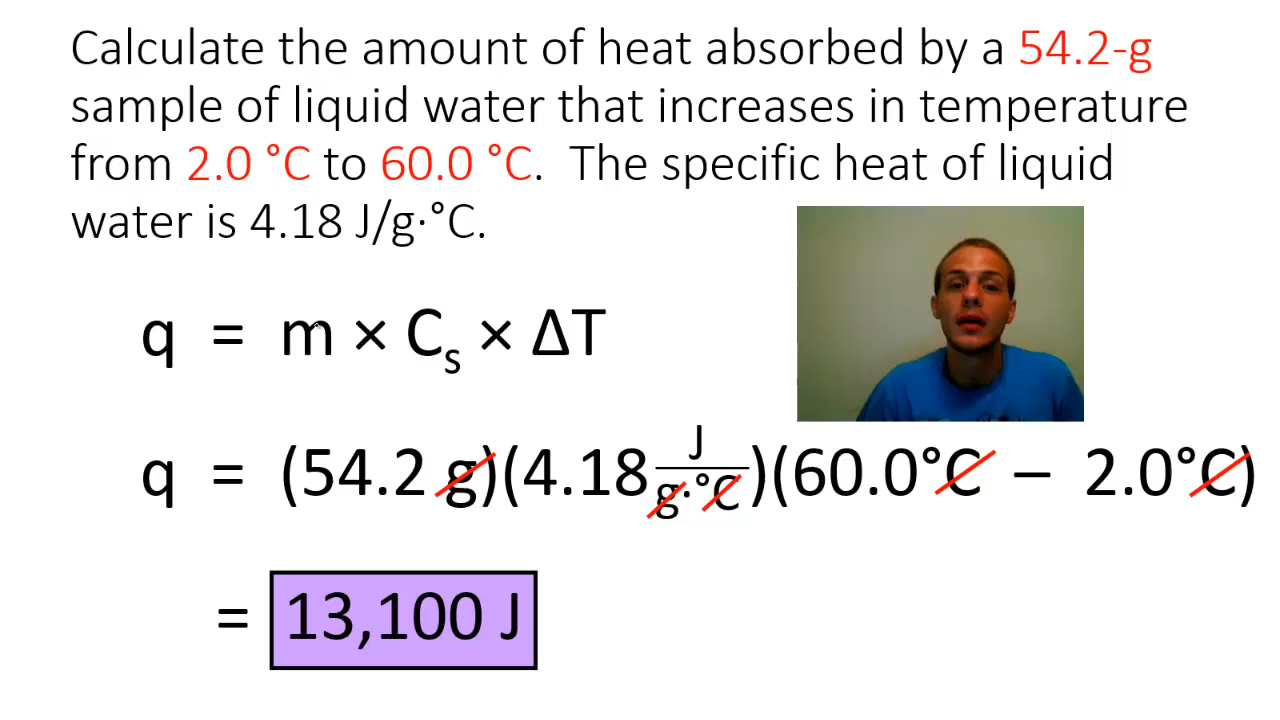 Calculate the amount of heat absorbed by a 54.2-g
sample of liquid water that increases in temperature
from 2.0 °C to 60.0 °C.  The specific heat of liquid
water is 4.18 J/g·°C.
q = m × Cₛ × ΔT
q = (54.2 g)(4.18 J/g·°C)(60.0°C – 2.0°C)
= 13,100 J